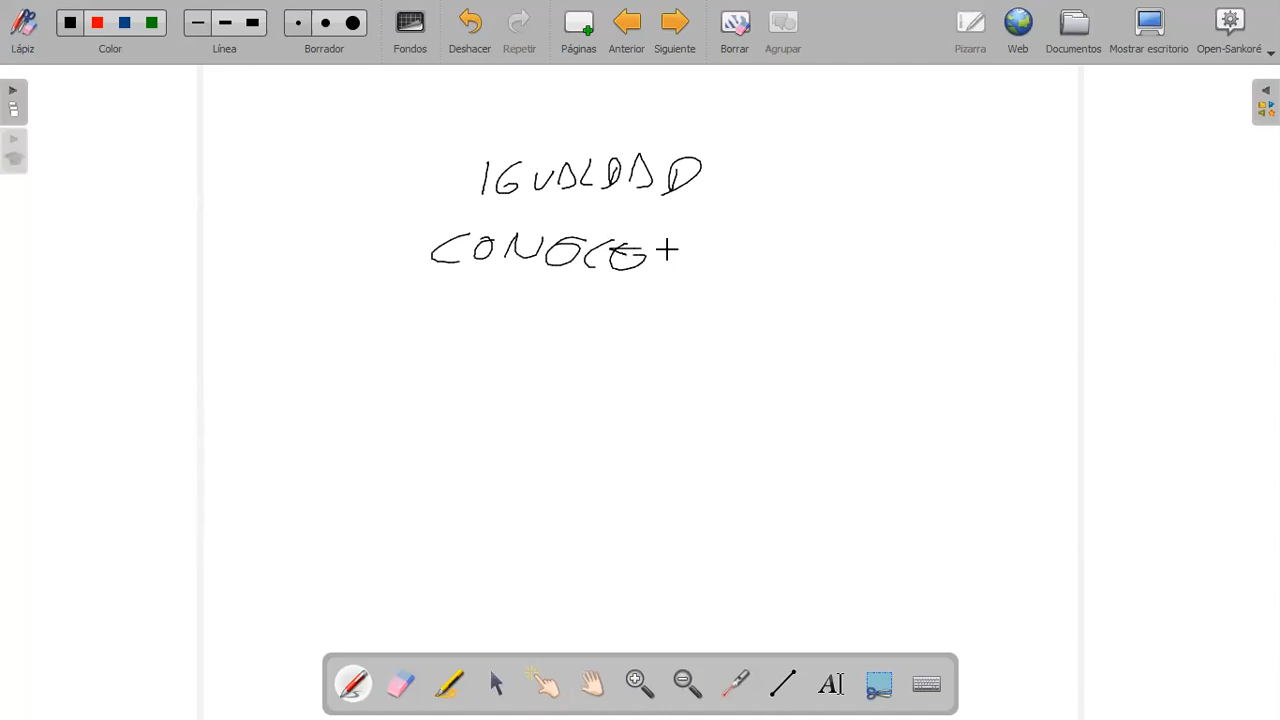 Lápiz Color Línea Borrador Fondos Deshacer Repetir Páginas Anterior Siguiente Borrar Agrupar Pizarra Web Documentos Mostrar escritorio Open-Sankoré
IGUALDAD
AI